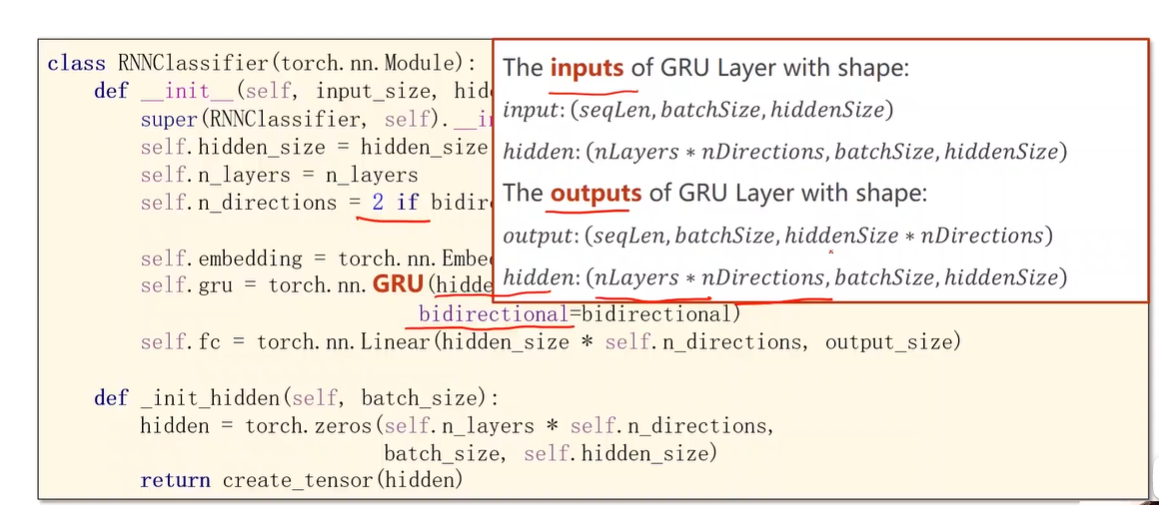 class RNNClassifier(torch.nn.Module):
def __init__(self, input_size, hid
super(RNNClassifier, self).__i
self.hidden_size = hidden_size
self.n_layers = n_layers
self.n_directions = 2 if bidir
self.embedding = torch.nn.Embe
self.gru = torch.nn.GRU(hidde
bidirectional=bidirectional)
self.fc = torch.nn.Linear(hidden_size * self.n_directions, output_size)
def _init_hidden(self, batch_size):
hidden = torch.zeros(self.n_layers * self.n_directions,
batch_size, self.hidden_size)
return create_tensor(hidden)
The inputs of GRU Layer with shape:
input: (seqLen, batchSize, hiddenSize)
hidden: (nLayers * nDirections, batchSize, hiddenSize)
The outputs of GRU Layer with shape:
output: (seqLen, batchSize, hiddenSize * nDirections)
hidden: (nLayers * nDirections, batchSize, hiddenSize)